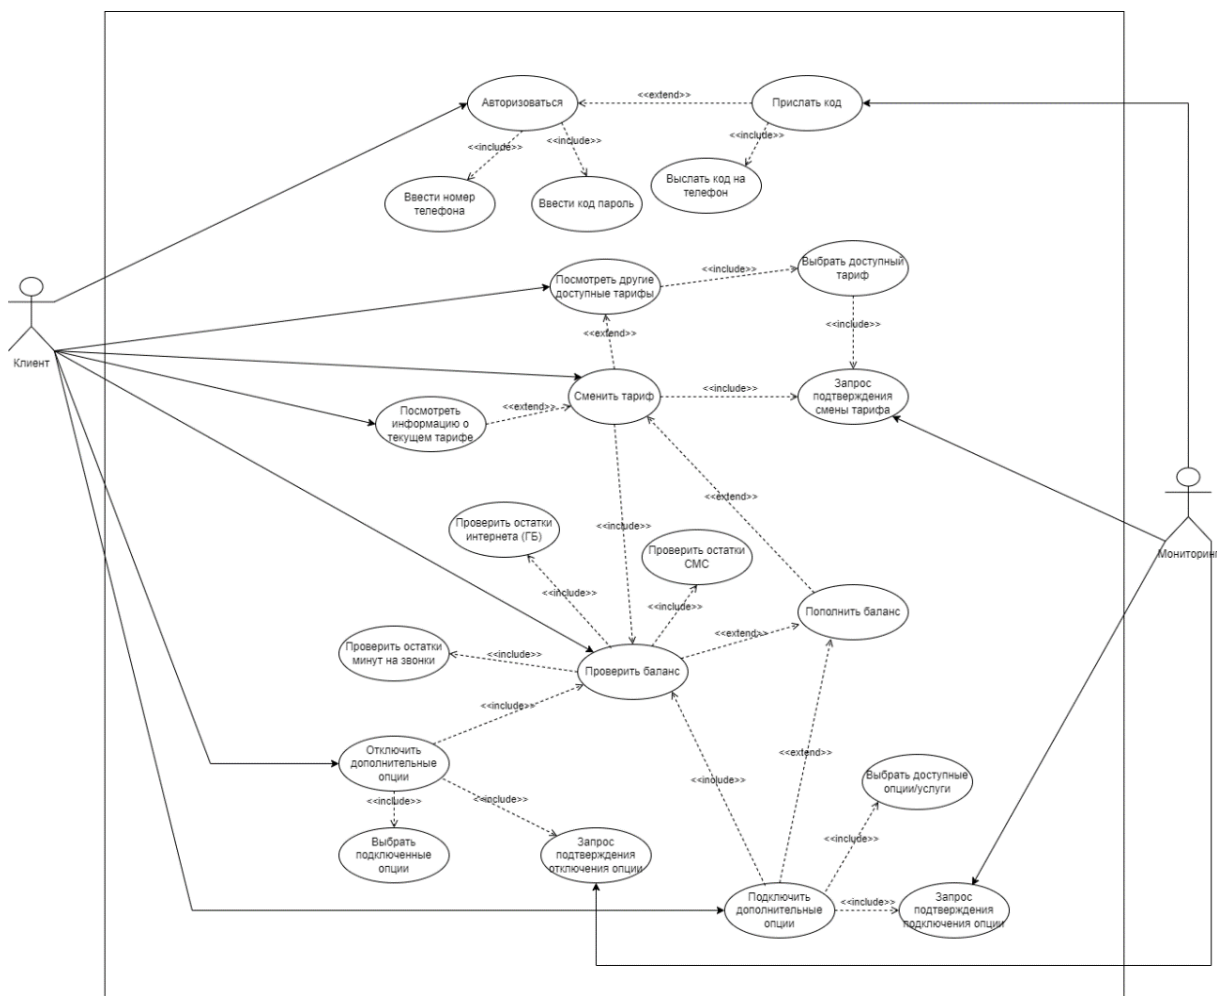 Авторизоваться
<<extend>>
Прислать код
<<include>>
<<include>>
<<include>>
Ввести номер
телефона
Ввести код пароль
Выслать код на
телефон
Посмотреть другие
доступные тарифы
<<include>>
Выбрать доступный
тариф
<<extend>>
<<include>>
Клиент
Посмотреть
информацию о
текущем тарифе
<<extend>>
Сменить тариф
<<include>>
Запрос
подтверждения
смены тарифа
<<extend>>
Проверить остатки
интернета (ГБ)
<<include>>
Проверить остатки
СМС
Мониторинг
<<include>>
<<include>>
Пополнить баланс
<<extend>>
Проверить остатки
минут на звонки
<<include>>
Проверить баланс
<<include>>
Отключить
дополнительные
опции
<<extend>>
<<include>>
Выбрать доступные
опции/услуги
<<include>>
<<include>>
<<include>>
Выбрать
подключенные
опции
Запрос
подтверждения
отключения опции
Подключить
дополнительные
опции
<<include>>
Запрос
подтверждения
подключения опции